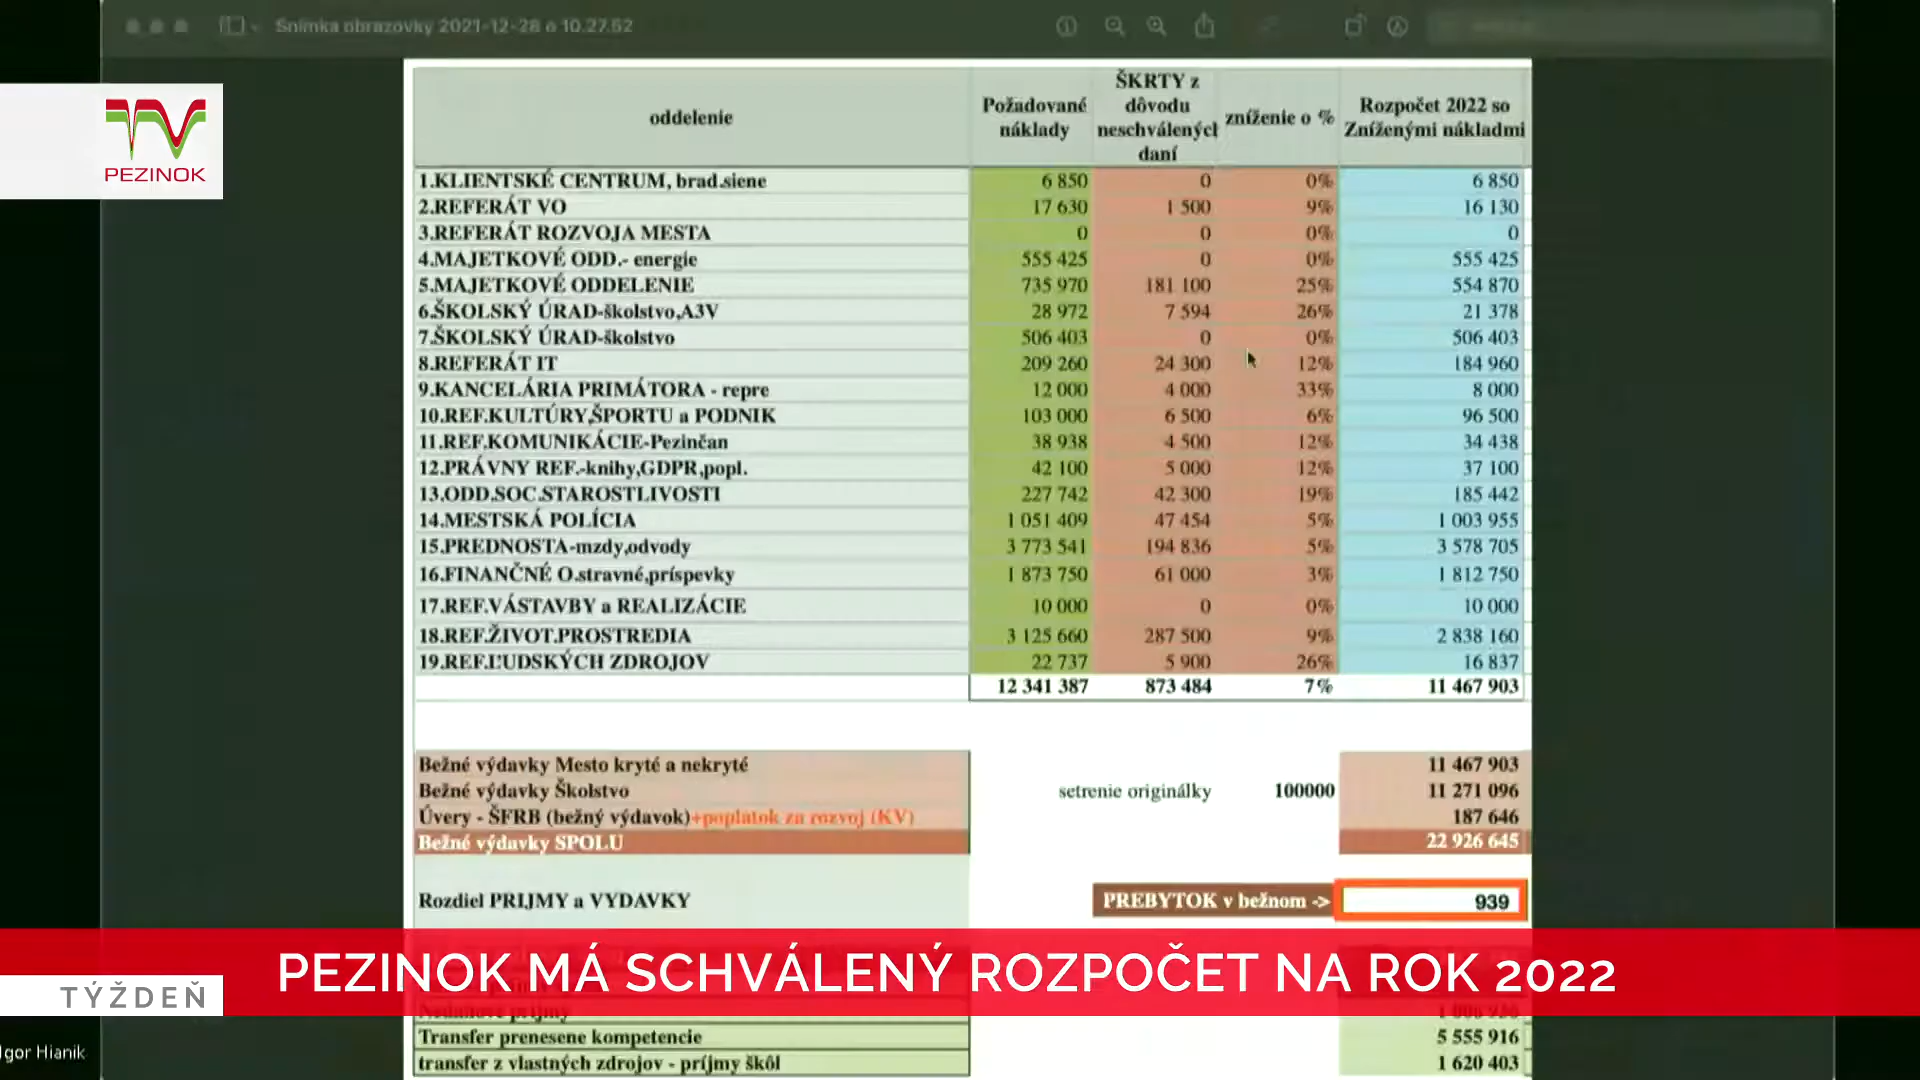 Snímka obrazovky 2021-12-28 o 10.27.52
TV
PEZINOK
oddelenie
Požadované náklady
ŠKRTY z dôvodu neschválených daní
zníženie o %
Rozpočet 2022 so Zníženými nákladmi
1.KLIENTSKÉ CENTRUM, brad.siene 6 850 0 0% 6 850
2.REFERÁT VO 17 630 1 500 9% 16 130
3.REFERÁT ROZVOJA MESTA 0 0 0% 0
4.MAJETKOVÉ ODD.- energie 555 425 0 0% 555 425
5.MAJETKOVÉ ODDELENIE 735 970 181 100 25% 554 870
6.ŠKOLSKÝ ÚRAD-školstvo,A3V 28 972 7 594 26% 21 378
7.ŠKOLSKÝ ÚRAD-školstvo 506 403 0 0% 506 403
8.REFERÁT IT 209 260 24 300 12% 184 960
9.KANCELÁRIA PRIMÁTORA - repre 12 000 4 000 33% 8 000
10.REF.KULTÚRY,ŠPORTU a PODNIK 103 000 6 500 6% 96 500
11.REF.KOMUNIKÁCIE-Pezinčan 38 938 4 500 12% 34 438
12.PRÁVNY REF.-knihy,GDPR,popl. 42 100 5 000 12% 37 100
13.ODD.SOC.STAROSTLIVOSTI 227 742 42 300 19% 185 442
14.MESTSKÁ POLÍCIA 1 051 409 47 454 5% 1 003 955
15.PREDNOSTA-mzdy,odvody 3 773 541 194 836 5% 3 578 705
16.FINANČNÉ O.stravné,príspevky 1 873 750 61 000 3% 1 812 750
17.REF.VÁSTAVBY a REALIZÁCIE 10 000 0 0% 10 000
18.REF.ŽIVOT.PROSTREDIA 3 125 660 287 500 9% 2 838 160
19.REF.ĽUDSKÝCH ZDROJOV 22 737 5 900 26% 16 837
12 341 387 873 484 7% 11 467 903
Bežné výdavky Mesto kryté a nekryté 11 467 903
Bežné výdavky Školstvo setrenie originálky 100000 11 271 096
Úvery - ŠFRB (bežný výdavok)+poplatok za rozvoj (KV) 187 646
Bežné výdavky SPOLU 22 926 645
Rozdiel PRIJMY a VYDAVKY PREBYTOK v bežnom -> 939
PEZINOK MÁ SCHVÁLENÝ ROZPOČET NA ROK 2022
TÝŽDEŇ
Nedaňové príjmy
Transfer prenesene kompetencie 5 555 916
transfer z vlastných zdrojov - príjmy škôl 1 620 403
Igor Hianik